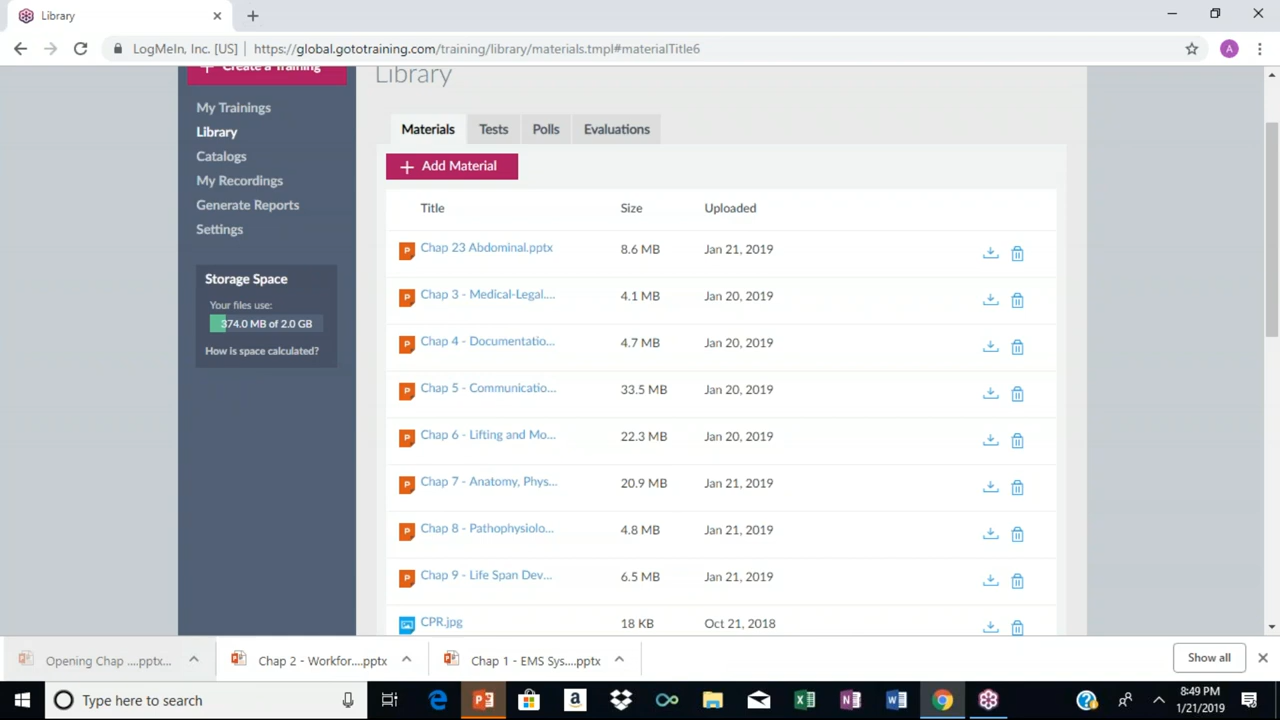 Library
LogMeIn, Inc. [US]
https://global.gototraining.com/training/library/materials.tmpl#materialTitle6
A
Create a Training
My Trainings
Library
Catalogs
My Recordings
Generate Reports
Settings
Storage Space
Your files use:
374.0 MB of 2.0 GB
How is space calculated?
Library
Materials Tests Polls Evaluations
Add Material
Title Size Uploaded
Chap 23 Abdominal.pptx 8.6 MB Jan 21, 2019
Chap 3 - Medical-Legal.... 4.1 MB Jan 20, 2019
Chap 4 - Documentatio... 4.7 MB Jan 20, 2019
Chap 5 - Communicatio... 33.5 MB Jan 20, 2019
Chap 6 - Lifting and Mo... 22.3 MB Jan 20, 2019
Chap 7 - Anatomy, Phys... 20.9 MB Jan 21, 2019
Chap 8 - Pathophysiolo... 4.8 MB Jan 21, 2019
Chap 9 - Life Span Dev... 6.5 MB Jan 21, 2019
CPR.jpg 18 KB Oct 21, 2018
Opening Chap ....pptx... Chap 2 - Workfor....pptx Chap 1 - EMS Sys....pptx Show all
Type here to search
8:49 PM
1/21/2019